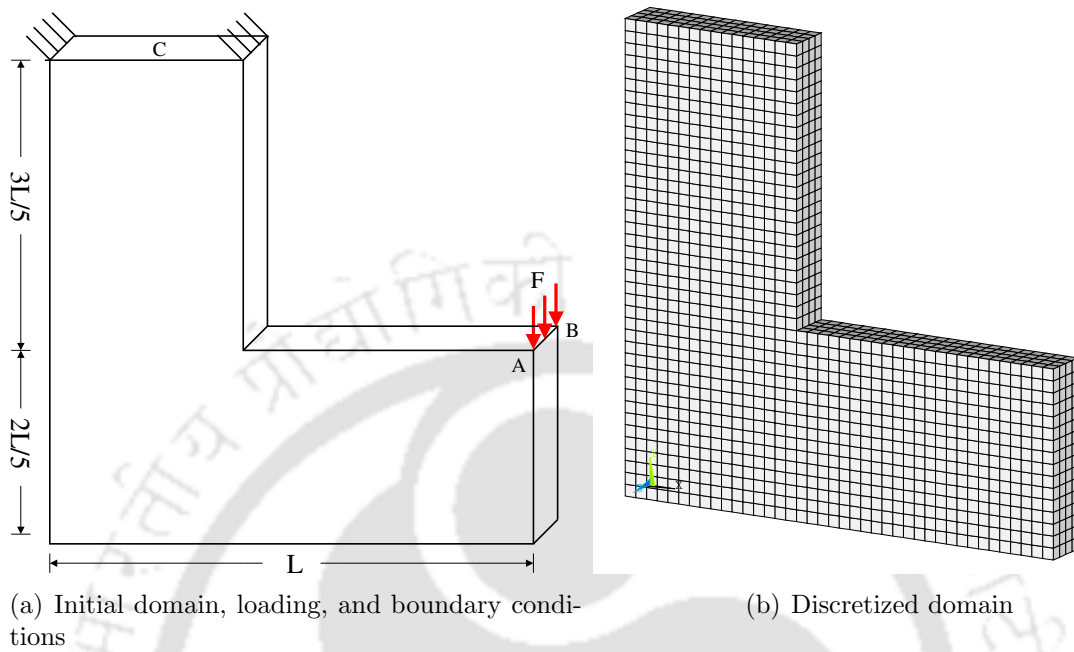 C
3L/5
F
B
A
2L/5
L
(a) Initial domain, loading, and boundary condi-
tions
(b) Discretized domain